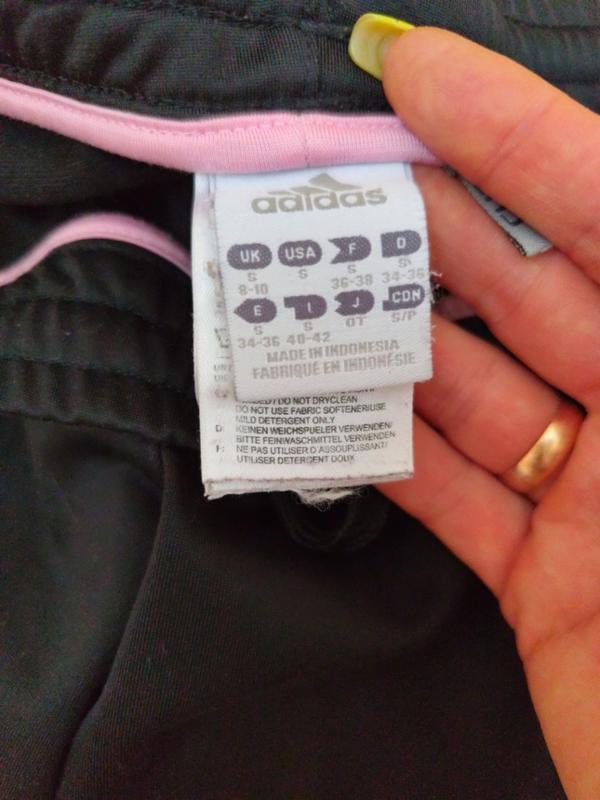 adidas
UK USA F D
S S S S
8-10 36-38 34-36
E I J CDN
S S OT S/P
34-36 40-42
MADE IN INDONESIA
FABRIQUÉ EN INDONÉSIE
DO NOT DRYCLEAN
DO NOT USE FABRIC SOFTENER/USE
MILD DETERGENT ONLY
D: KEINEN WEICHSPUELER VERWENDEN/
BITTE FEINWASCHMITTEL VERWENDEN
F: NE PAS UTILISER D ASSOUPLISSANT/
UTILISER DETERGENT DOUX